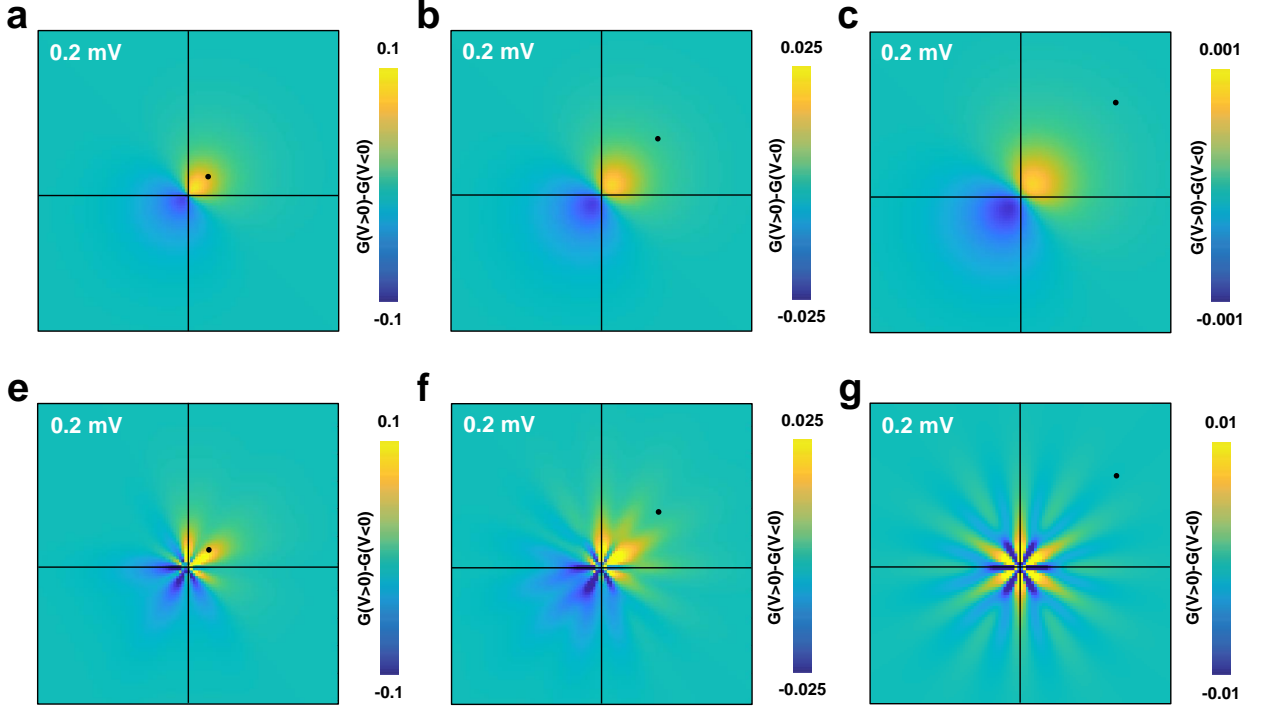 a
0.2 mV
0.1
G(V>0)-G(V<0)
-0.1
b
0.2 mV
0.025
G(V>0)-G(V<0)
-0.025
c
0.2 mV
0.001
G(V>0)-G(V<0)
-0.001
e
0.2 mV
0.1
G(V>0)-G(V<0)
-0.1
f
0.2 mV
0.025
G(V>0)-G(V<0)
-0.025
g
0.2 mV
0.01
G(V>0)-G(V<0)
-0.01